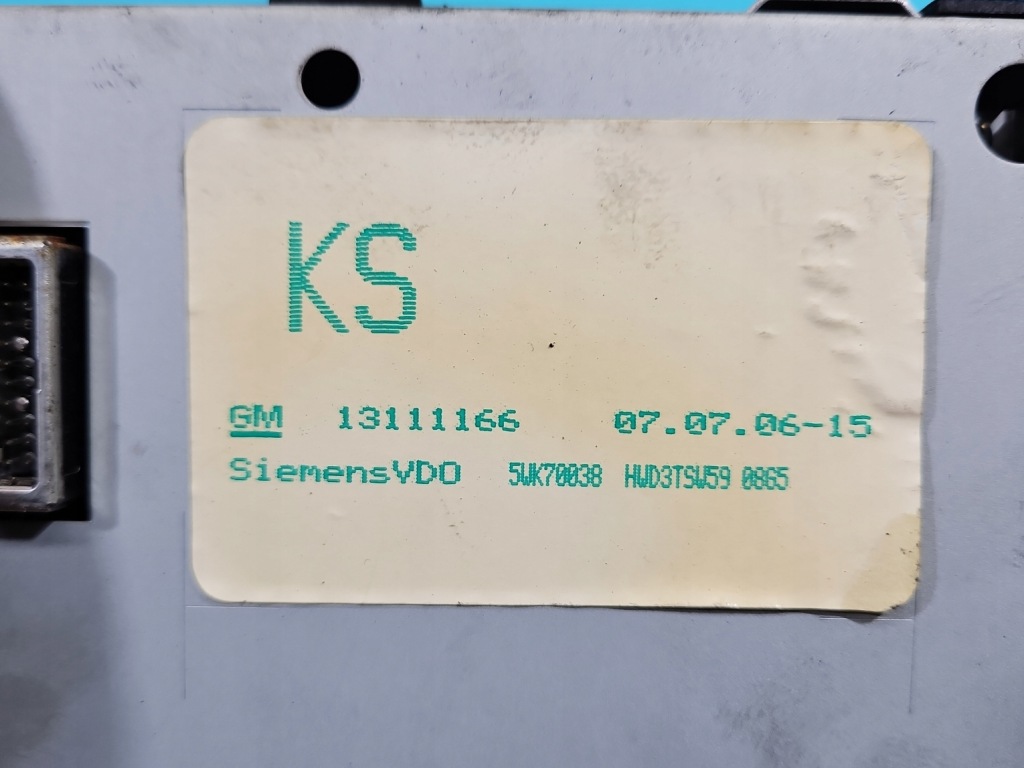 KS
GM 13111166 07.07.06-15
SiemensVDO 5WK70038 HWD3TSW59 0865